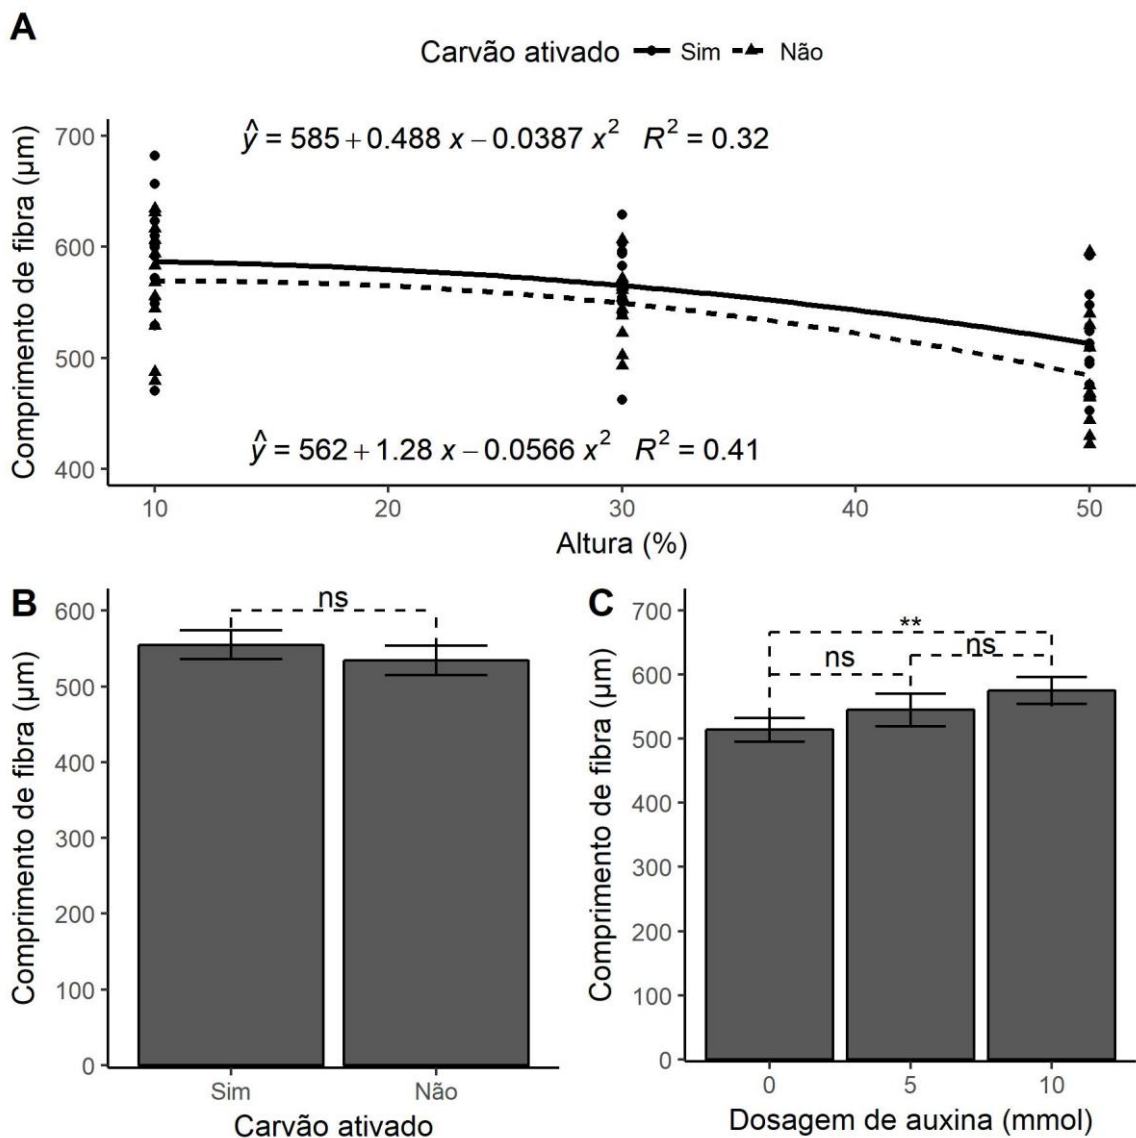 A
Carvão ativado Sim Não
ŷ = 585 + 0.488 x − 0.0387 x² R² = 0.32
Comprimento de fibra (µm)
700
600
500
400
ŷ = 562 + 1.28 x − 0.0566 x² R² = 0.41
10 20 30 40 50
Altura (%)
B
ns
Comprimento de fibra (µm)
600
500
400
300
200
100
0
Sim Não
Carvão ativado
C
**
ns ns
Comprimento de fibra (µm)
700
600
500
400
300
200
100
0
0 5 10
Dosagem de auxina (mmol)